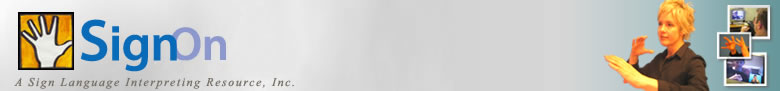 SignOn
A Sign Language Interpreting Resource, Inc.